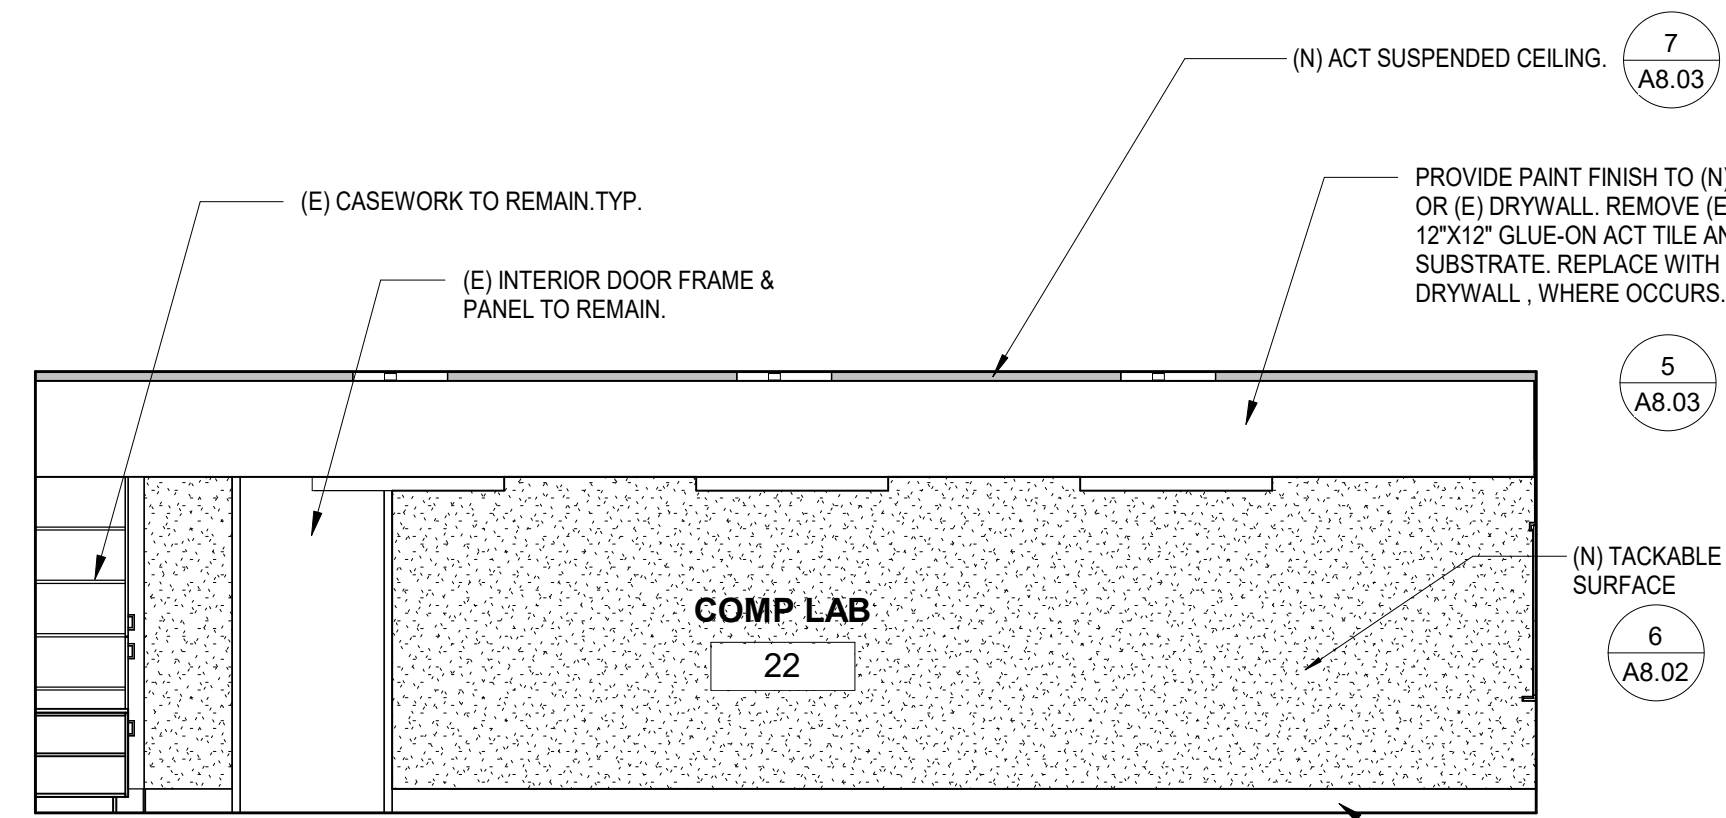 (N) ACT SUSPENDED CEILING.
7
A8.03
PROVIDE PAINT FINISH TO (N)
OR (E) DRYWALL. REMOVE (E
12"X12" GLUE-ON ACT TILE AN
SUBSTRATE. REPLACE WITH
DRYWALL , WHERE OCCURS.
(E) CASEWORK TO REMAIN.TYP.
(E) INTERIOR DOOR FRAME &
PANEL TO REMAIN.
5
A8.03
(N) TACKABLE
SURFACE
6
A8.02
COMP LAB
22